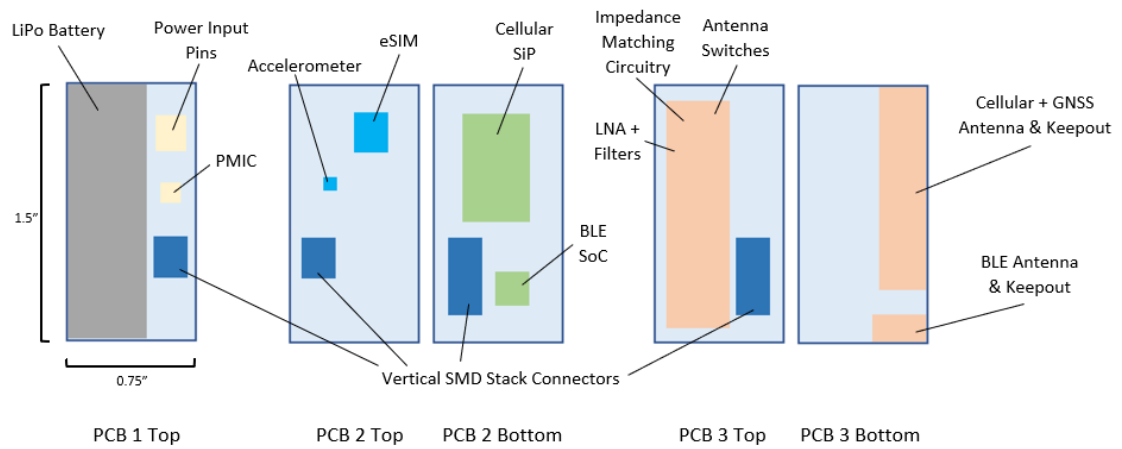 LiPo Battery
Power Input
Pins
Accelerometer
eSIM
Cellular
SiP
Impedance
Matching
Circuitry
Antenna
Switches
LNA +
Filters
Cellular + GNSS
Antenna & Keepout
PMIC
1.5”
BLE
SoC
BLE Antenna
& Keepout
0.75”
Vertical SMD Stack Connectors
PCB 1 Top
PCB 2 Top
PCB 2 Bottom
PCB 3 Top
PCB 3 Bottom